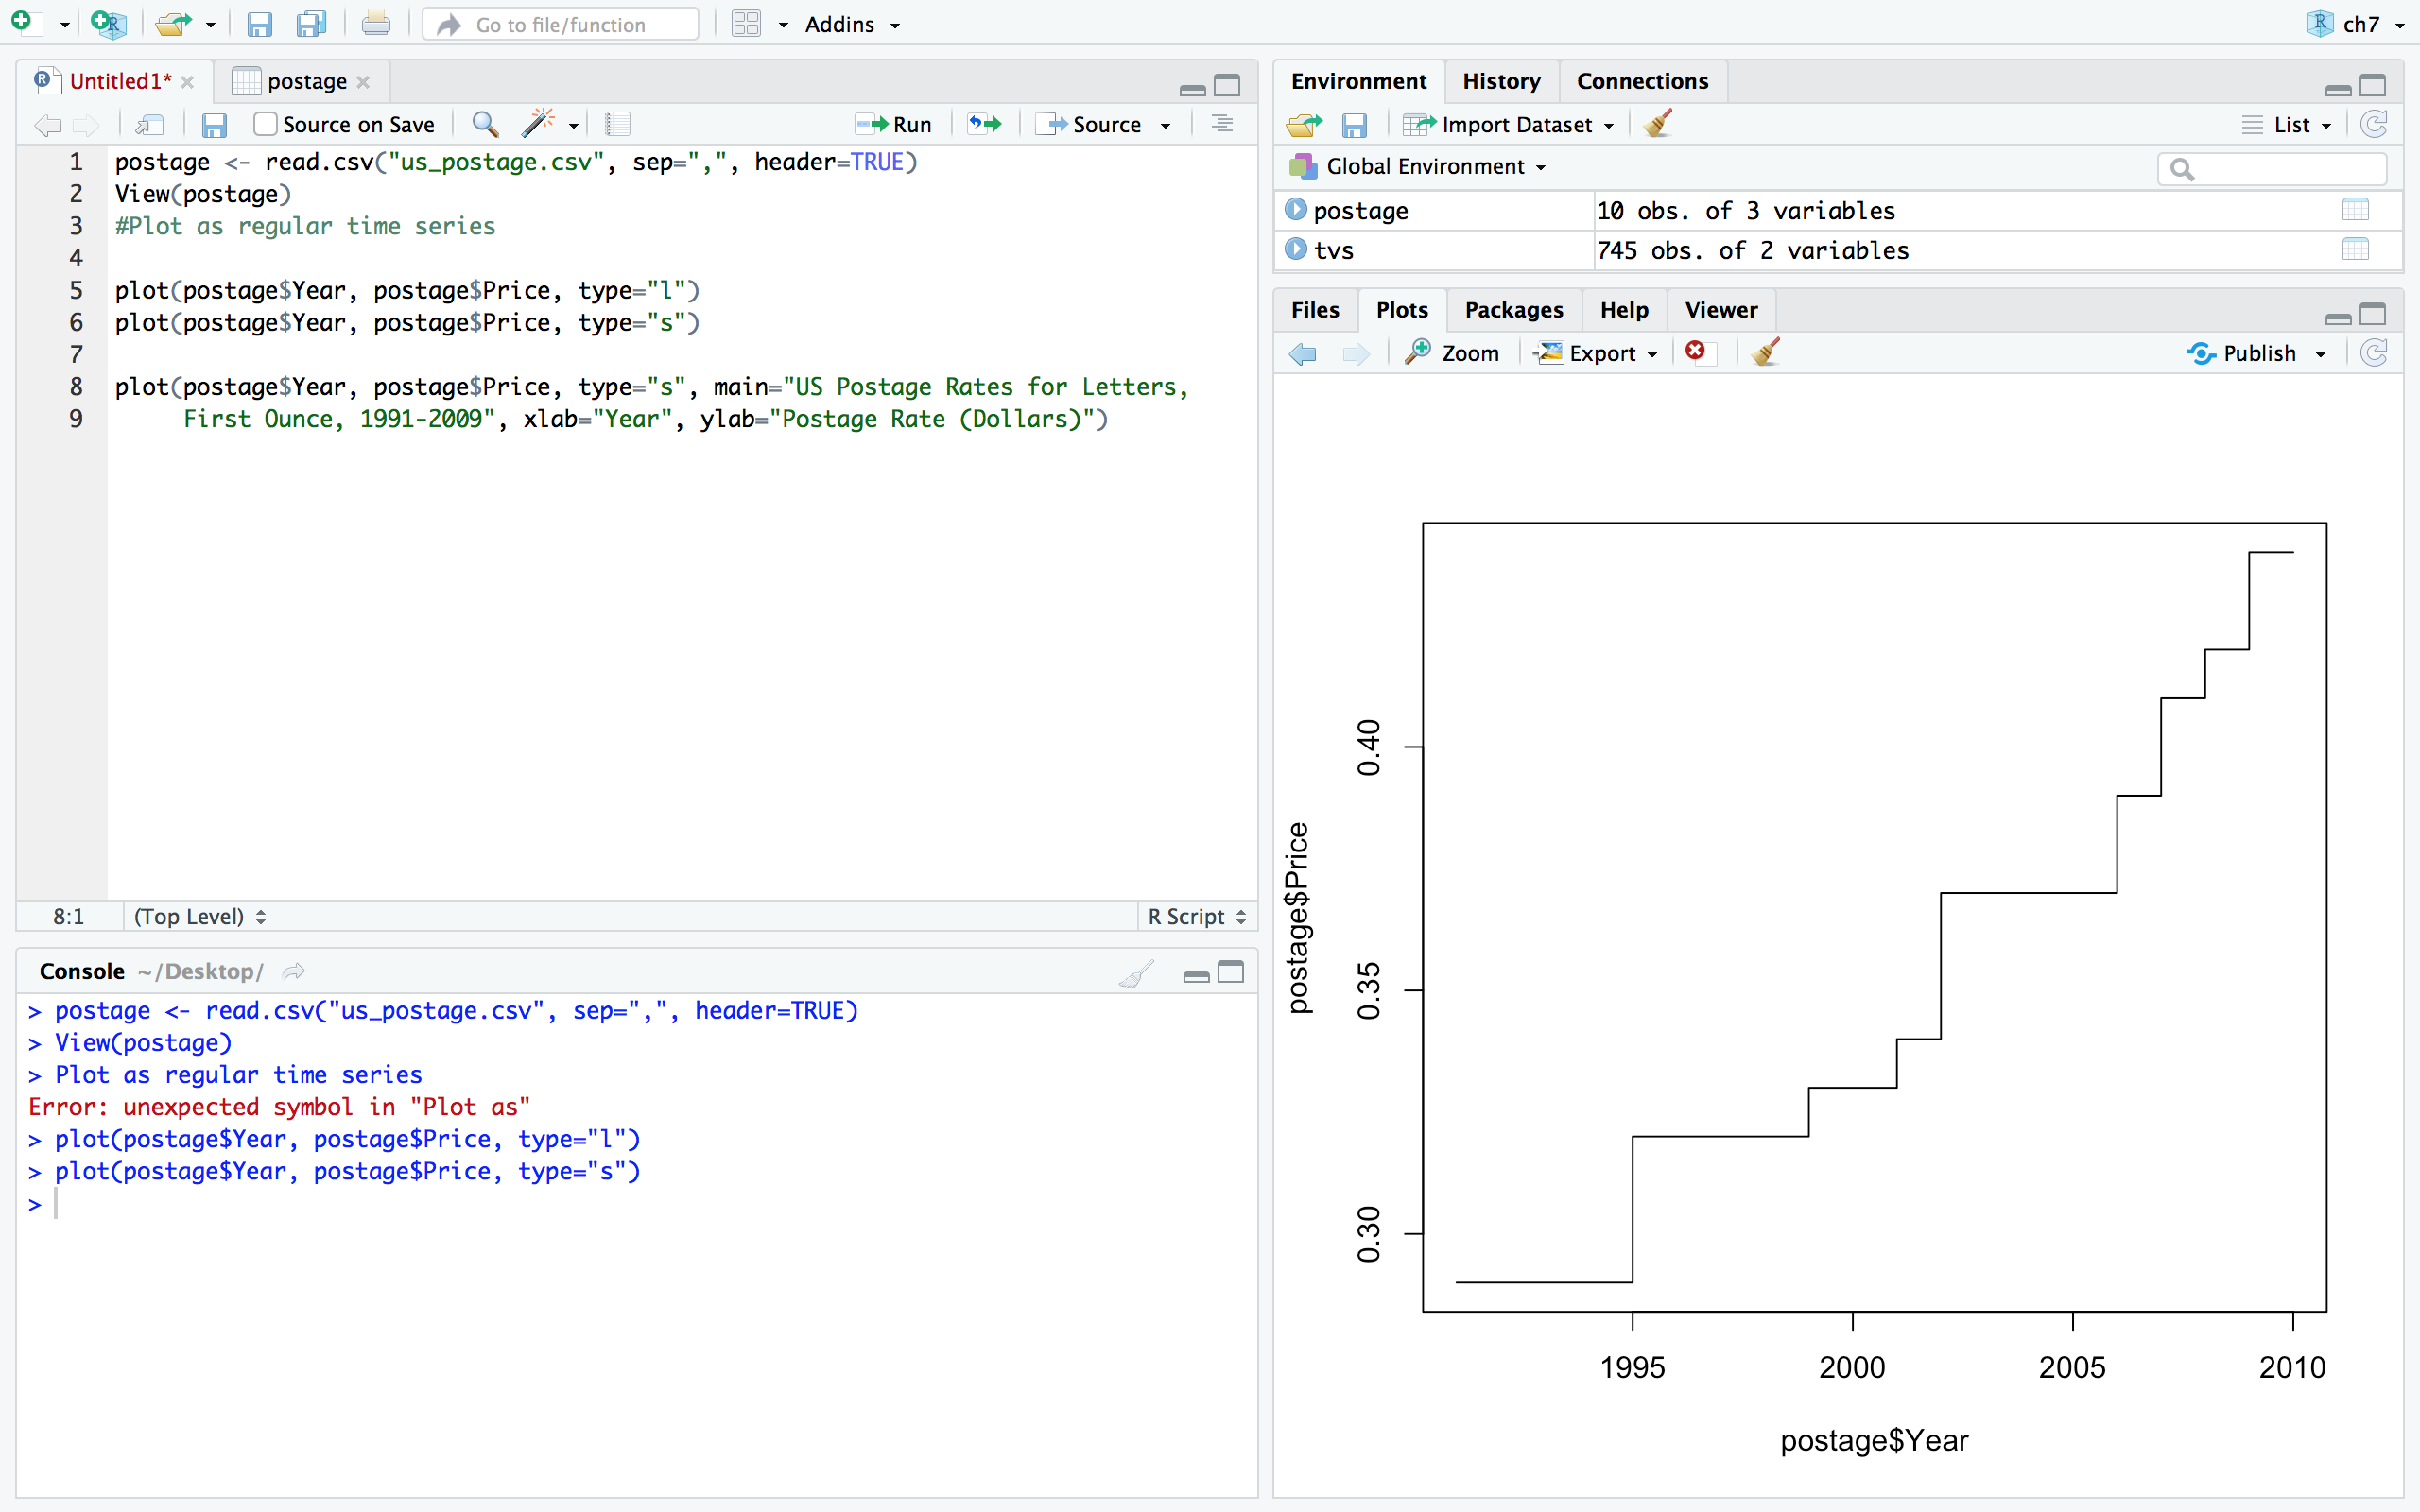 Go to file/function
Addins
ch7
Untitled1*
postage
Source on Save
Run
Source
1 postage <- read.csv("us_postage.csv", sep=",", header=TRUE)
2 View(postage)
3 #Plot as regular time series
4
5 plot(postage$Year, postage$Price, type="l")
6 plot(postage$Year, postage$Price, type="s")
7
8 plot(postage$Year, postage$Price, type="s", main="US Postage Rates for Letters,
9 First Ounce, 1991-2009", xlab="Year", ylab="Postage Rate (Dollars)")
8:1 (Top Level) R Script
Console ~/Desktop/
> postage <- read.csv("us_postage.csv", sep=",", header=TRUE)
> View(postage)
> Plot as regular time series
Error: unexpected symbol in "Plot as"
> plot(postage$Year, postage$Price, type="l")
> plot(postage$Year, postage$Price, type="s")
>
Environment History Connections
Import Dataset List
Global Environment
postage 10 obs. of 3 variables
tvs 745 obs. of 2 variables
Files Plots Packages Help Viewer
Zoom Export Publish
postage$Price
0.40
0.35
0.30
1995 2000 2005 2010
postage$Year